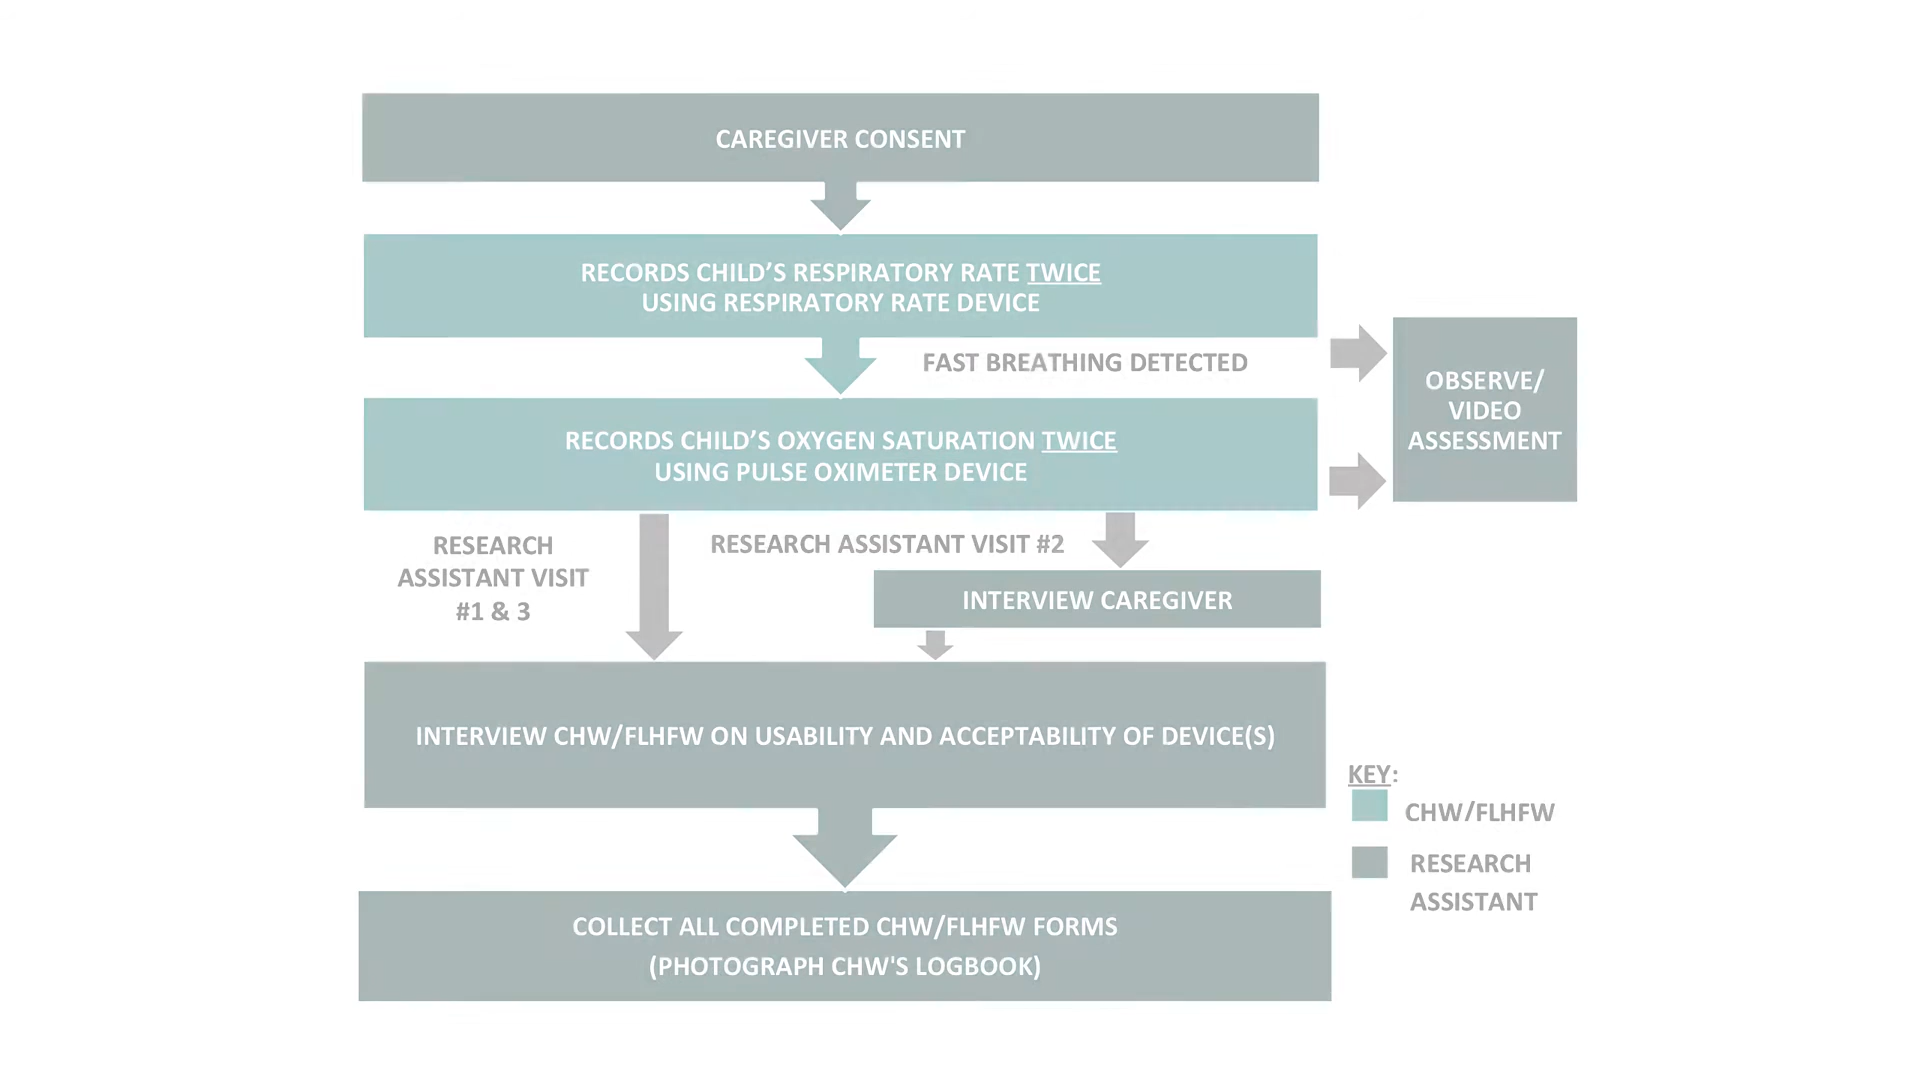 CAREGIVER CONSENT
RECORDS CHILD’S RESPIRATORY RATE TWICE
USING RESPIRATORY RATE DEVICE
FAST BREATHING DETECTED
OBSERVE/
VIDEO
ASSESSMENT
RECORDS CHILD’S OXYGEN SATURATION TWICE
USING PULSE OXIMETER DEVICE
RESEARCH
ASSISTANT VISIT
#1 & 3
RESEARCH ASSISTANT VISIT #2
INTERVIEW CAREGIVER
INTERVIEW CHW/FLHFW ON USABILITY AND ACCEPTABILITY OF DEVICE(S)
KEY:
CHW/FLHFW
RESEARCH
ASSISTANT
COLLECT ALL COMPLETED CHW/FLHFW FORMS
(PHOTOGRAPH CHW'S LOGBOOK)